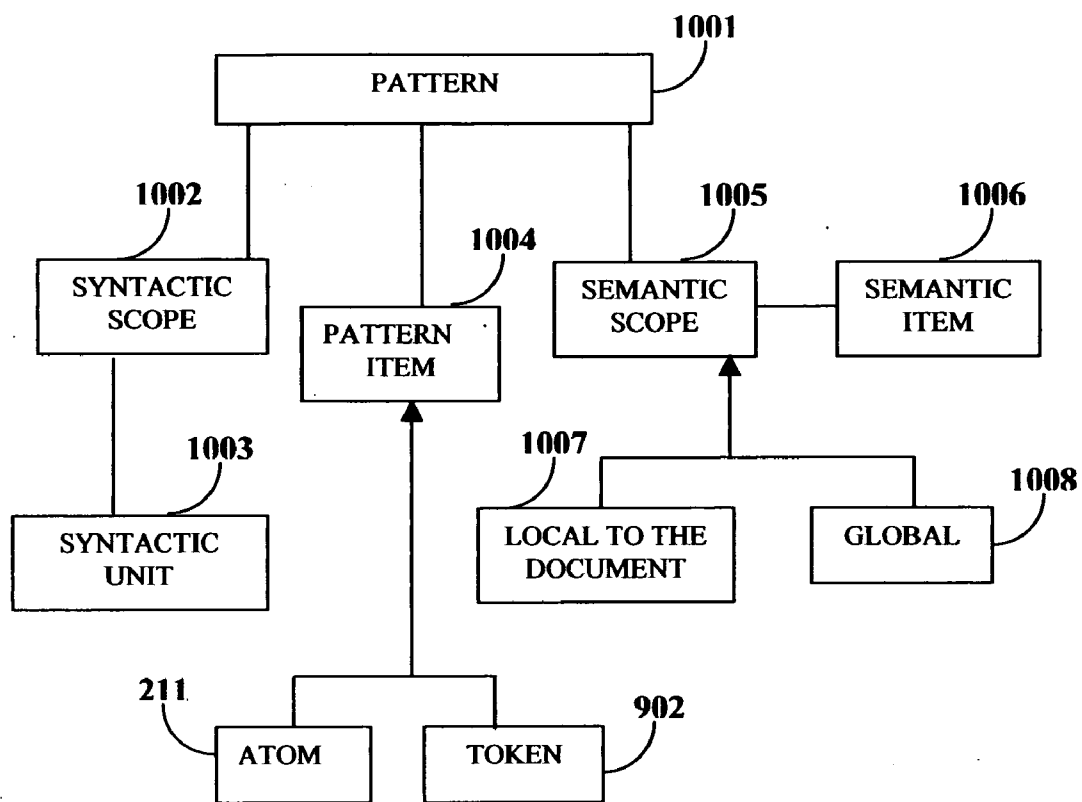 1001
PATTERN
1002
1005
1006
1004
SYNTACTIC
SCOPE
SEMANTIC
SCOPE
SEMANTIC
ITEM
PATTERN
ITEM
1003
1007
1008
SYNTACTIC
UNIT
LOCAL TO THE
DOCUMENT
GLOBAL
211
902
ATOM
TOKEN